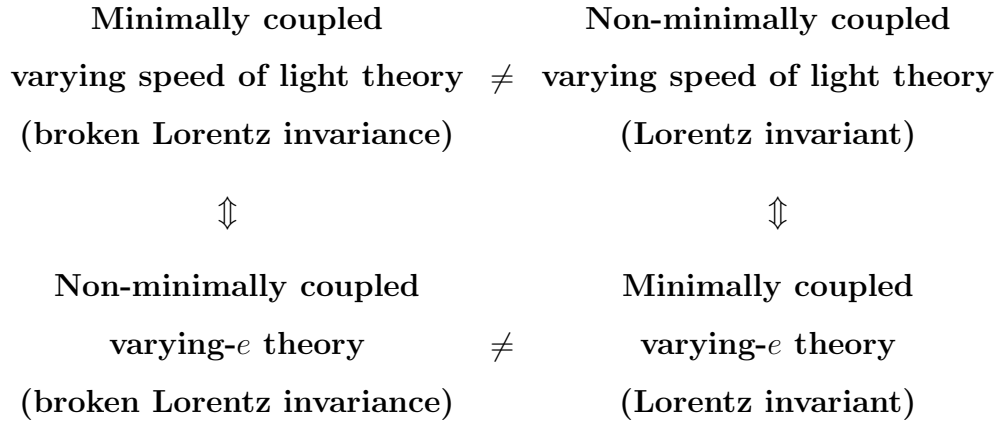 Minimally coupled Non-minimally coupled
varying speed of light theory ≠ varying speed of light theory
(broken Lorentz invariance) (Lorentz invariant)
⇕ ⇕
Non-minimally coupled Minimally coupled
varying-e theory ≠ varying-e theory
(broken Lorentz invariance) (Lorentz invariant)